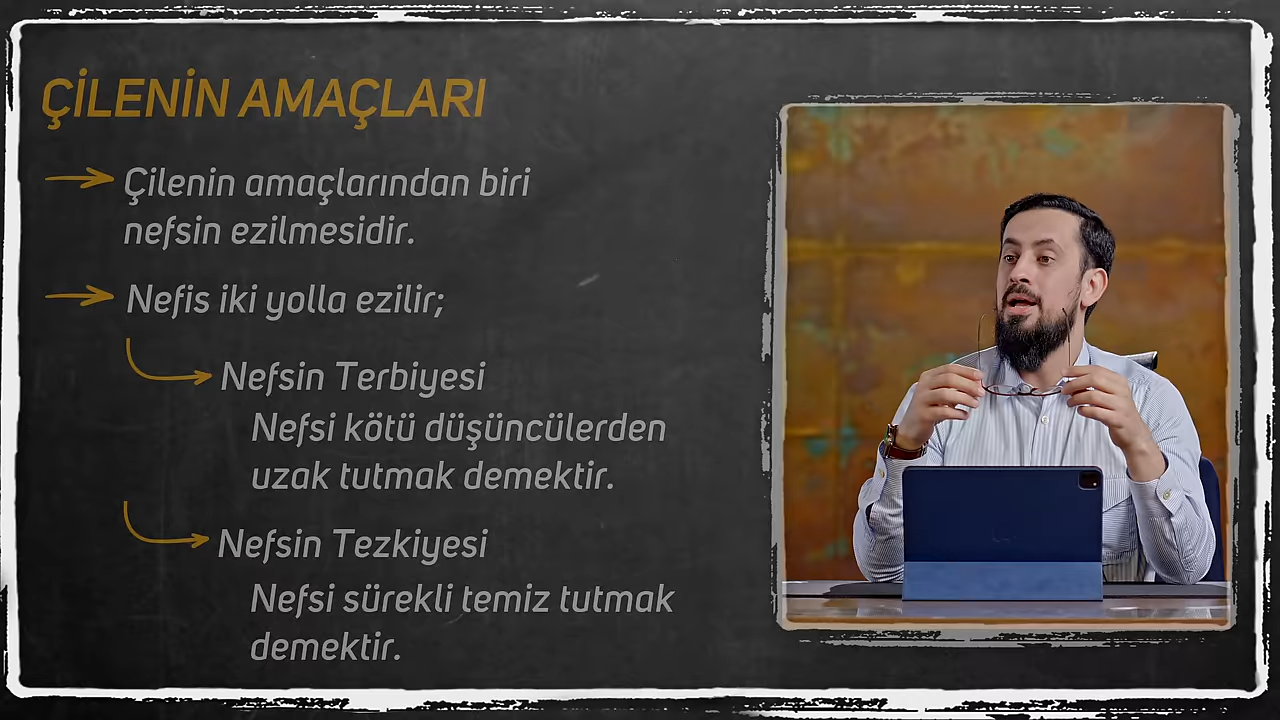 ÇİLENİN AMAÇLARI
Çilenin amaçlarından biri
nefsin ezilmesidir.
Nefis iki yolla ezilir;
Nefsin Terbiyesi
Nefsi kötü düşüncülerden
uzak tutmak demektir.
Nefsin Tezkiyesi
Nefsi sürekli temiz tutmak
demektir.